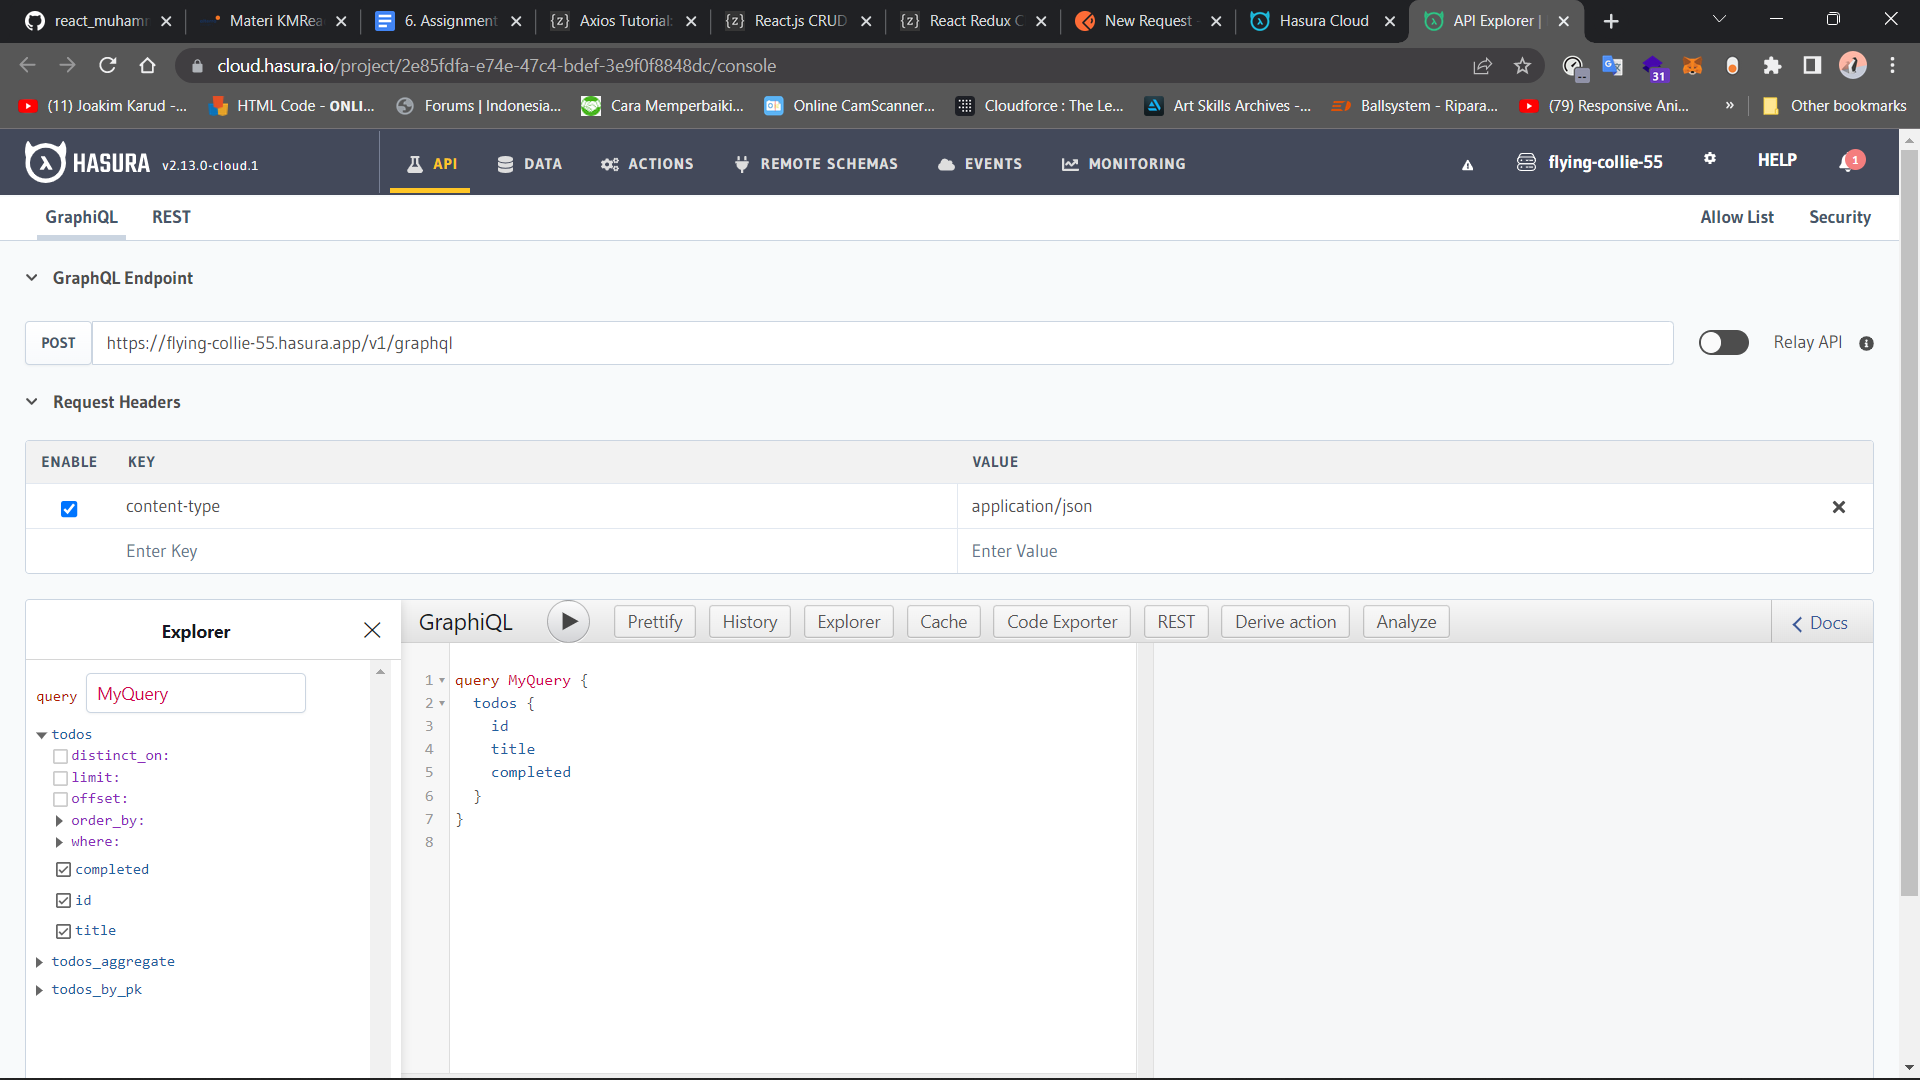 react_muhamm
Materi KMRea
6. Assignment
Axios Tutorial:
React.js CRUD
React Redux C
New Request
Hasura Cloud
API Explorer |
cloud.hasura.io/project/2e85fdfa-e74e-47c4-bdef-3e9f0f8848dc/console
31
(11) Joakim Karud -...
HTML Code - ONLI...
Forums | Indonesia...
Cara Memperbaiki...
Online CamScanner...
Cloudforce : The Le...
Art Skills Archives -...
Ballsystem - Ripara...
(79) Responsive Ani...
»
Other bookmarks
HASURA v2.13.0-cloud.1
API
DATA
ACTIONS
REMOTE SCHEMAS
EVENTS
MONITORING
flying-collie-55
HELP
1
GraphiQL
REST
Allow List
Security
GraphQL Endpoint
POST
https://flying-collie-55.hasura.app/v1/graphql
Relay API
Request Headers
ENABLE
KEY
VALUE
content-type
application/json
Enter Key
Enter Value
Explorer
GraphiQL
Prettify
History
Explorer
Cache
Code Exporter
REST
Derive action
Analyze
Docs
query MyQuery
todos
distinct_on:
limit:
offset:
order_by:
where:
completed
id
title
todos_aggregate
todos_by_pk
1 query MyQuery {
2 todos {
3 id
4 title
5 completed
6 }
7 }
8